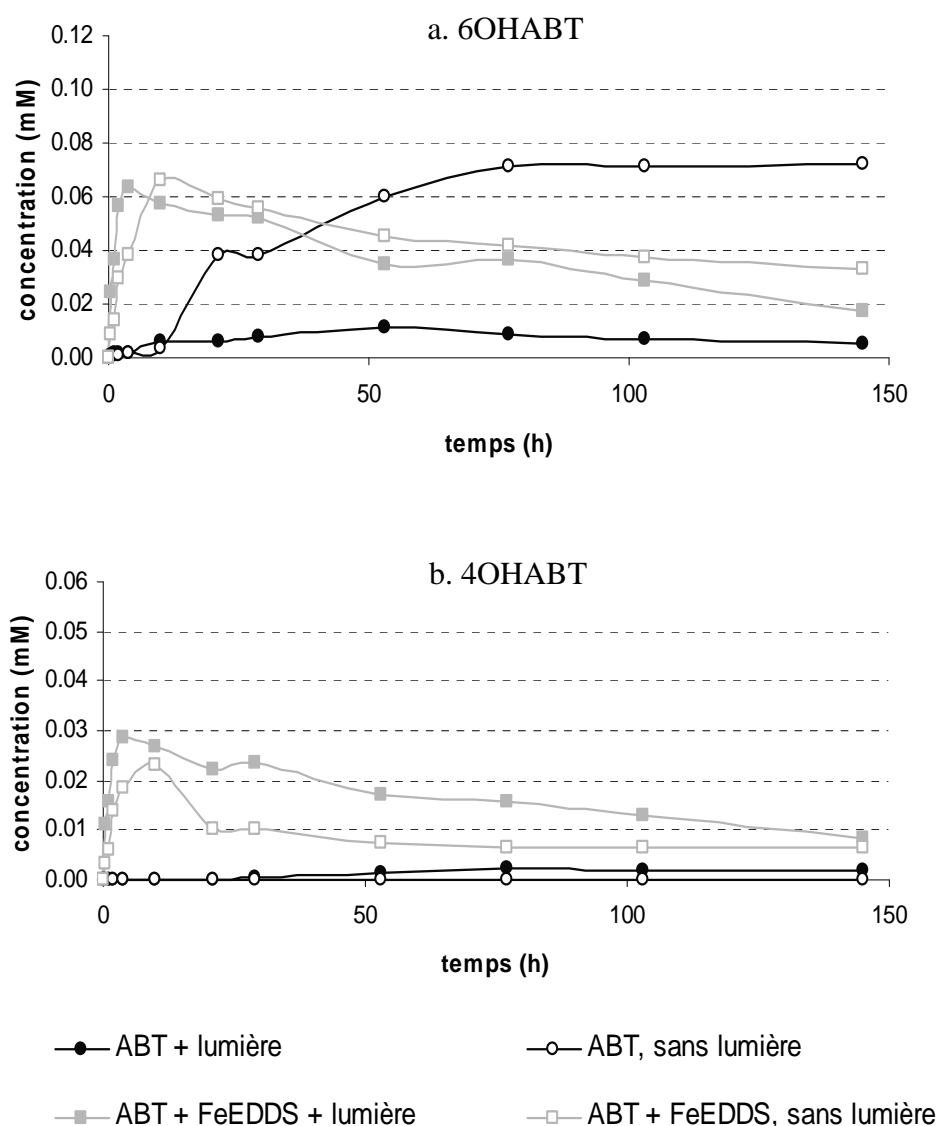 a. 6OHABT
0.12
0.10
0.08
0.06
0.04
0.02
0.00
concentration (mM)
0 50 100 150
temps (h)
b. 4OHABT
0.06
0.05
0.04
0.03
0.02
0.01
0.00
concentration (mM)
0 50 100 150
temps (h)
ABT + lumière ABT, sans lumière
ABT + FeEDDS + lumière ABT + FeEDDS, sans lumière